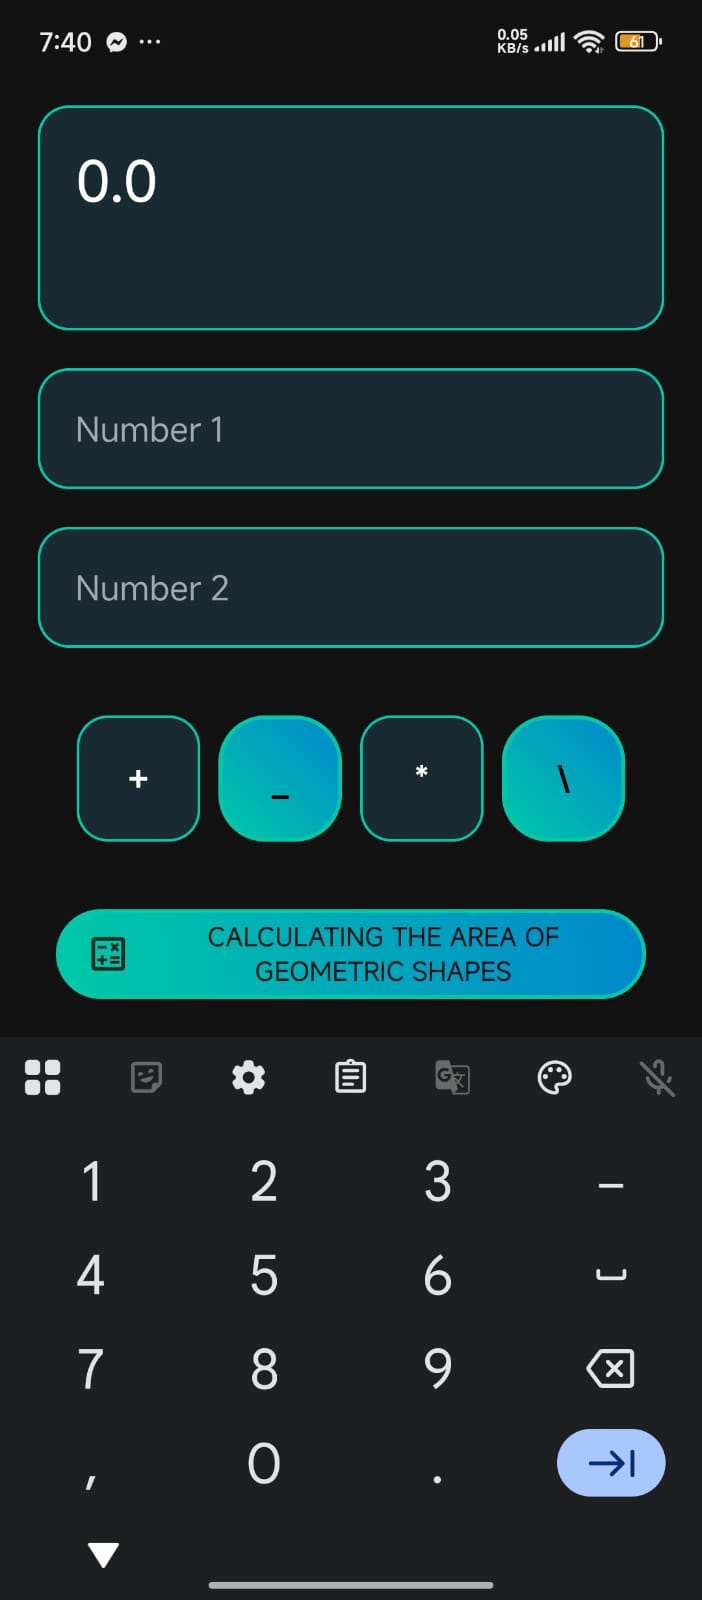 7:40 ... 0.05 KB/s 61
0.0
Number 1
Number 2
+ _ * \
CALCULATING THE AREA OF
GEOMETRIC SHAPES
1 2 3 –
4 5 6
7 8 9
, 0 .